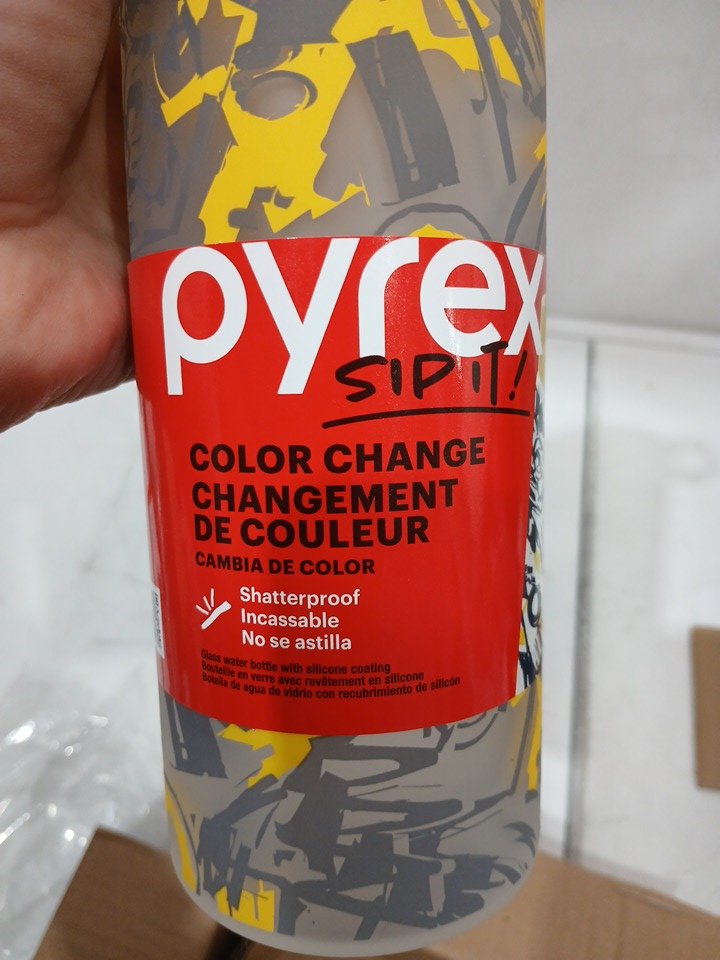 pyrex
SIP IT!
COLOR CHANGE
CHANGEMENT
DE COULEUR
CAMBIA DE COLOR
Shatterproof
Incassable
No se astilla
Glass water bottle with silicone coating
Bouteille en verre avec revêtement en silicone
Botella de agua de vidrio con recubrimiento de silicón